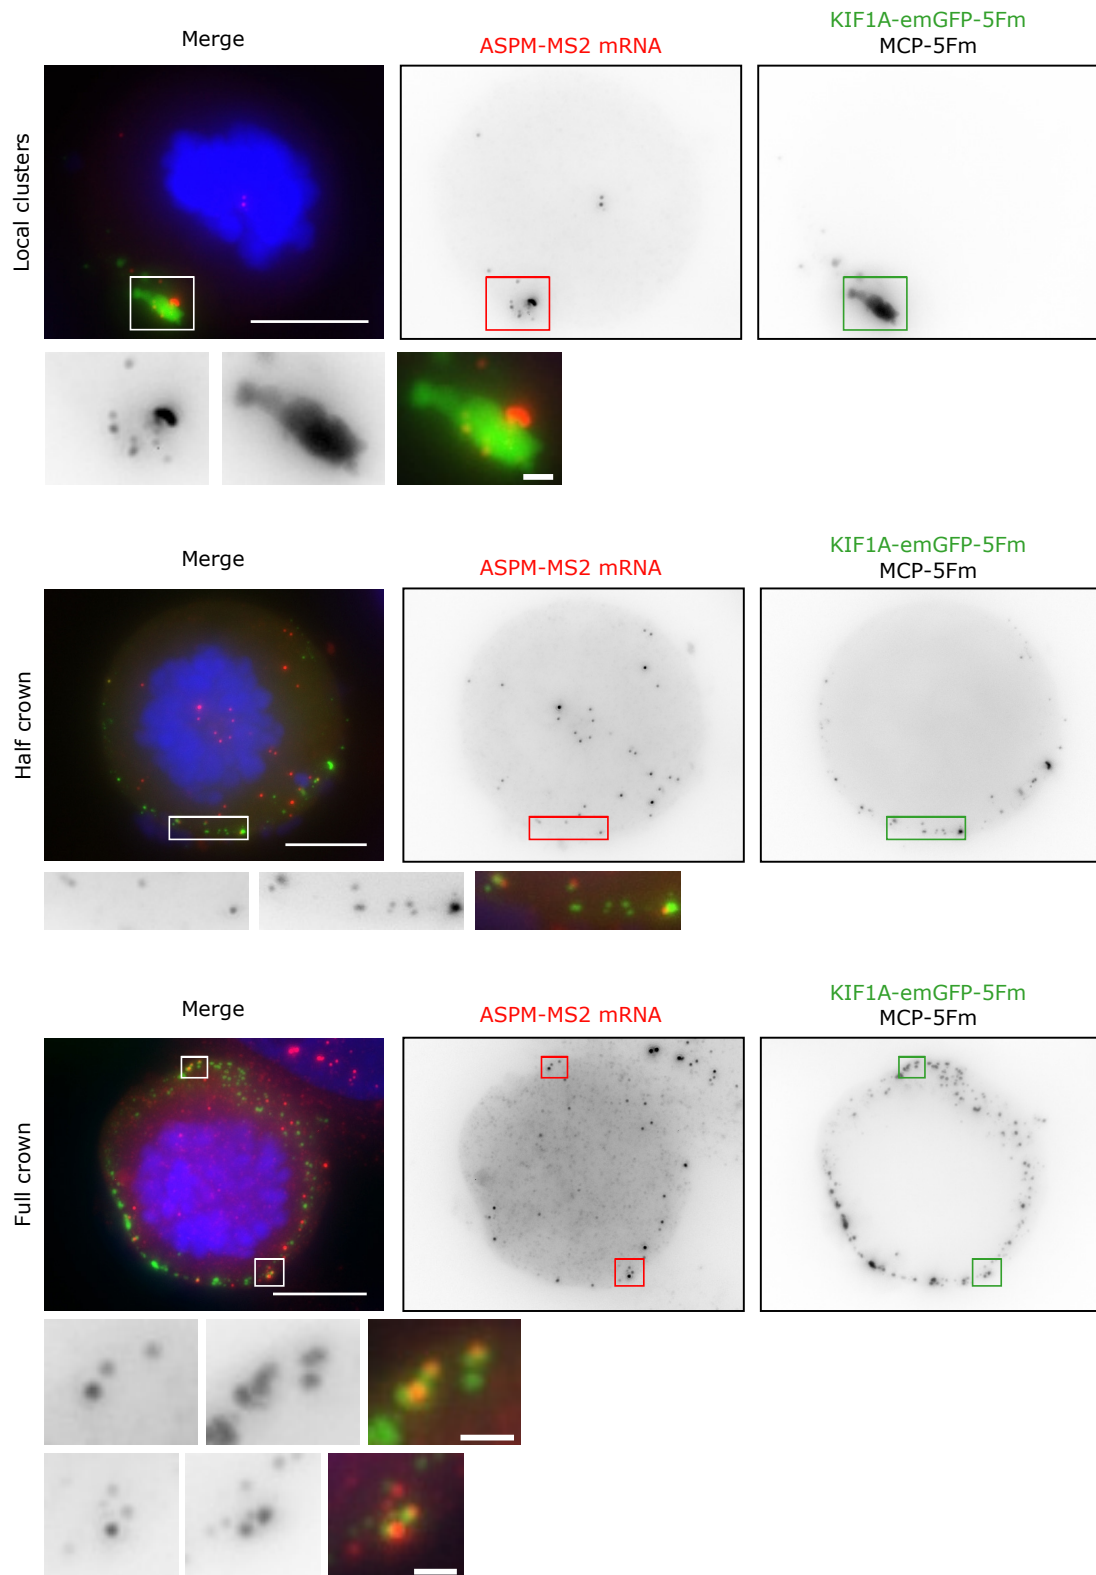 Merge
ASPM-MS2 mRNA
KIF1A-emGFP-5Fm
MCP-5Fm
Local clusters
Merge
ASPM-MS2 mRNA
KIF1A-emGFP-5Fm
MCP-5Fm
Half crown
Merge
ASPM-MS2 mRNA
KIF1A-emGFP-5Fm
MCP-5Fm
Full crown